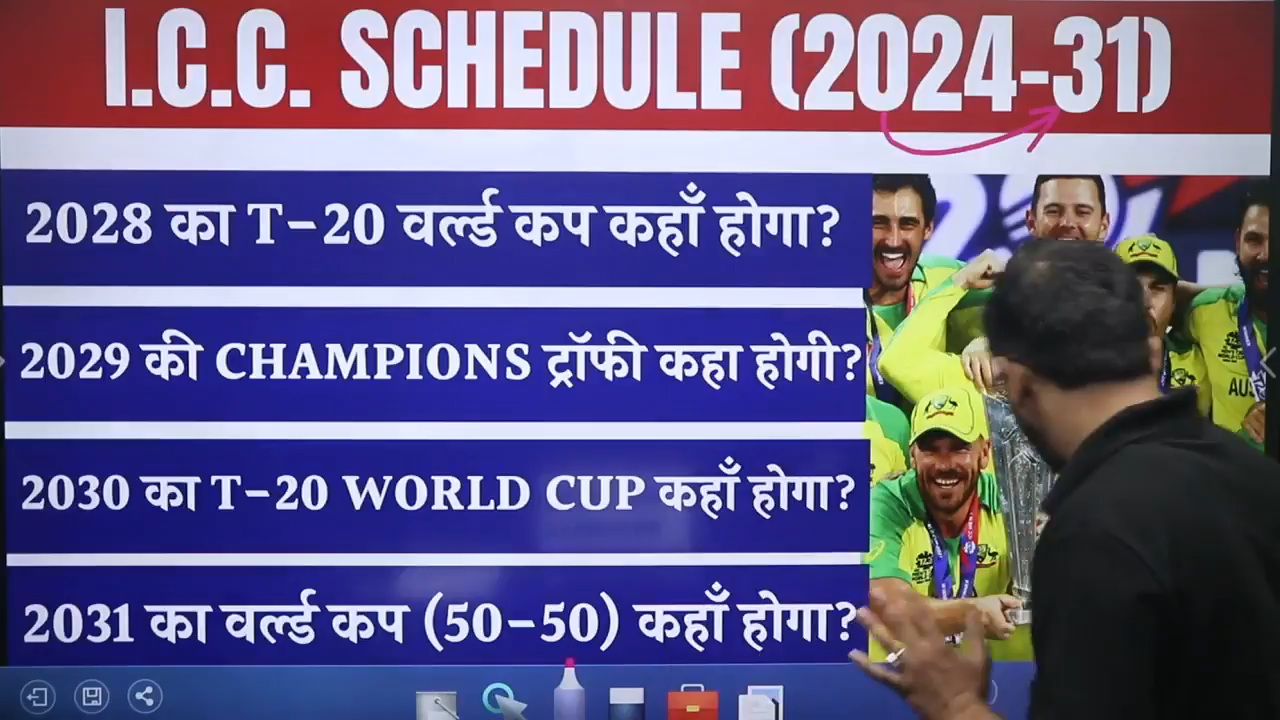 I.C.C. SCHEDULE (2024-31)
2028 का T-20 वर्ल्ड कप कहाँ होगा?
2029 की CHAMPIONS ट्रॉफी कहा होगी?
2030 का T-20 WORLD CUP कहाँ होगा?
2031 का वर्ल्ड कप (50-50) कहाँ होगा?